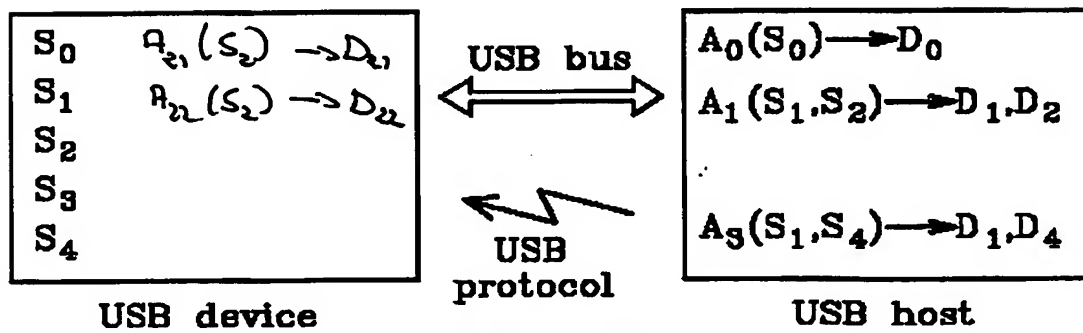 S₀ A₂₁(S₂) → D₂₁
S₁ A₂₂(S₂) → D₂₂
S₂
S₃
S₄
USB device
USB bus
USB
protocol
A₀(S₀) → D₀
A₁(S₁,S₂) → D₁,D₂
A₃(S₁,S₄) → D₁,D₄
USB host